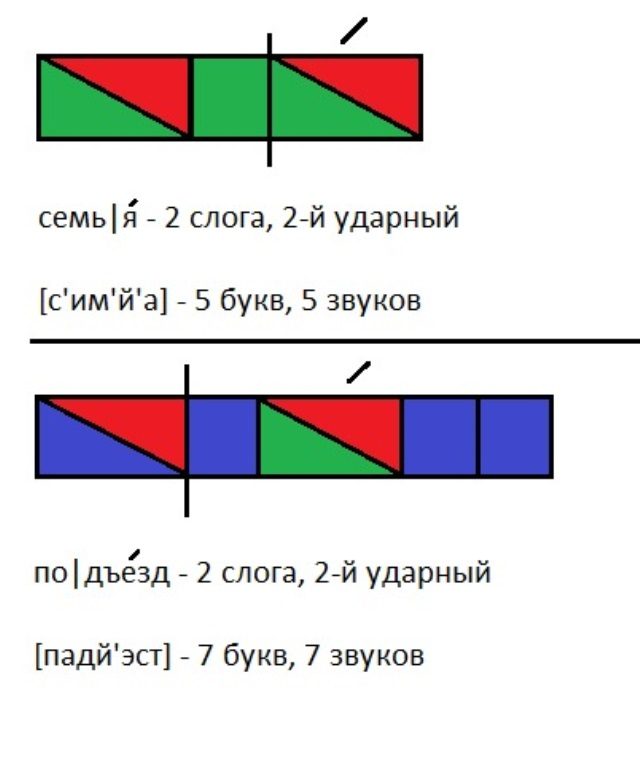 семь|я́ - 2 слога, 2-й ударный
[с'им'й'а] - 5 букв, 5 звуков
по|дъе́зд - 2 слога, 2-й ударный
[падй'эст] - 7 букв, 7 звуков